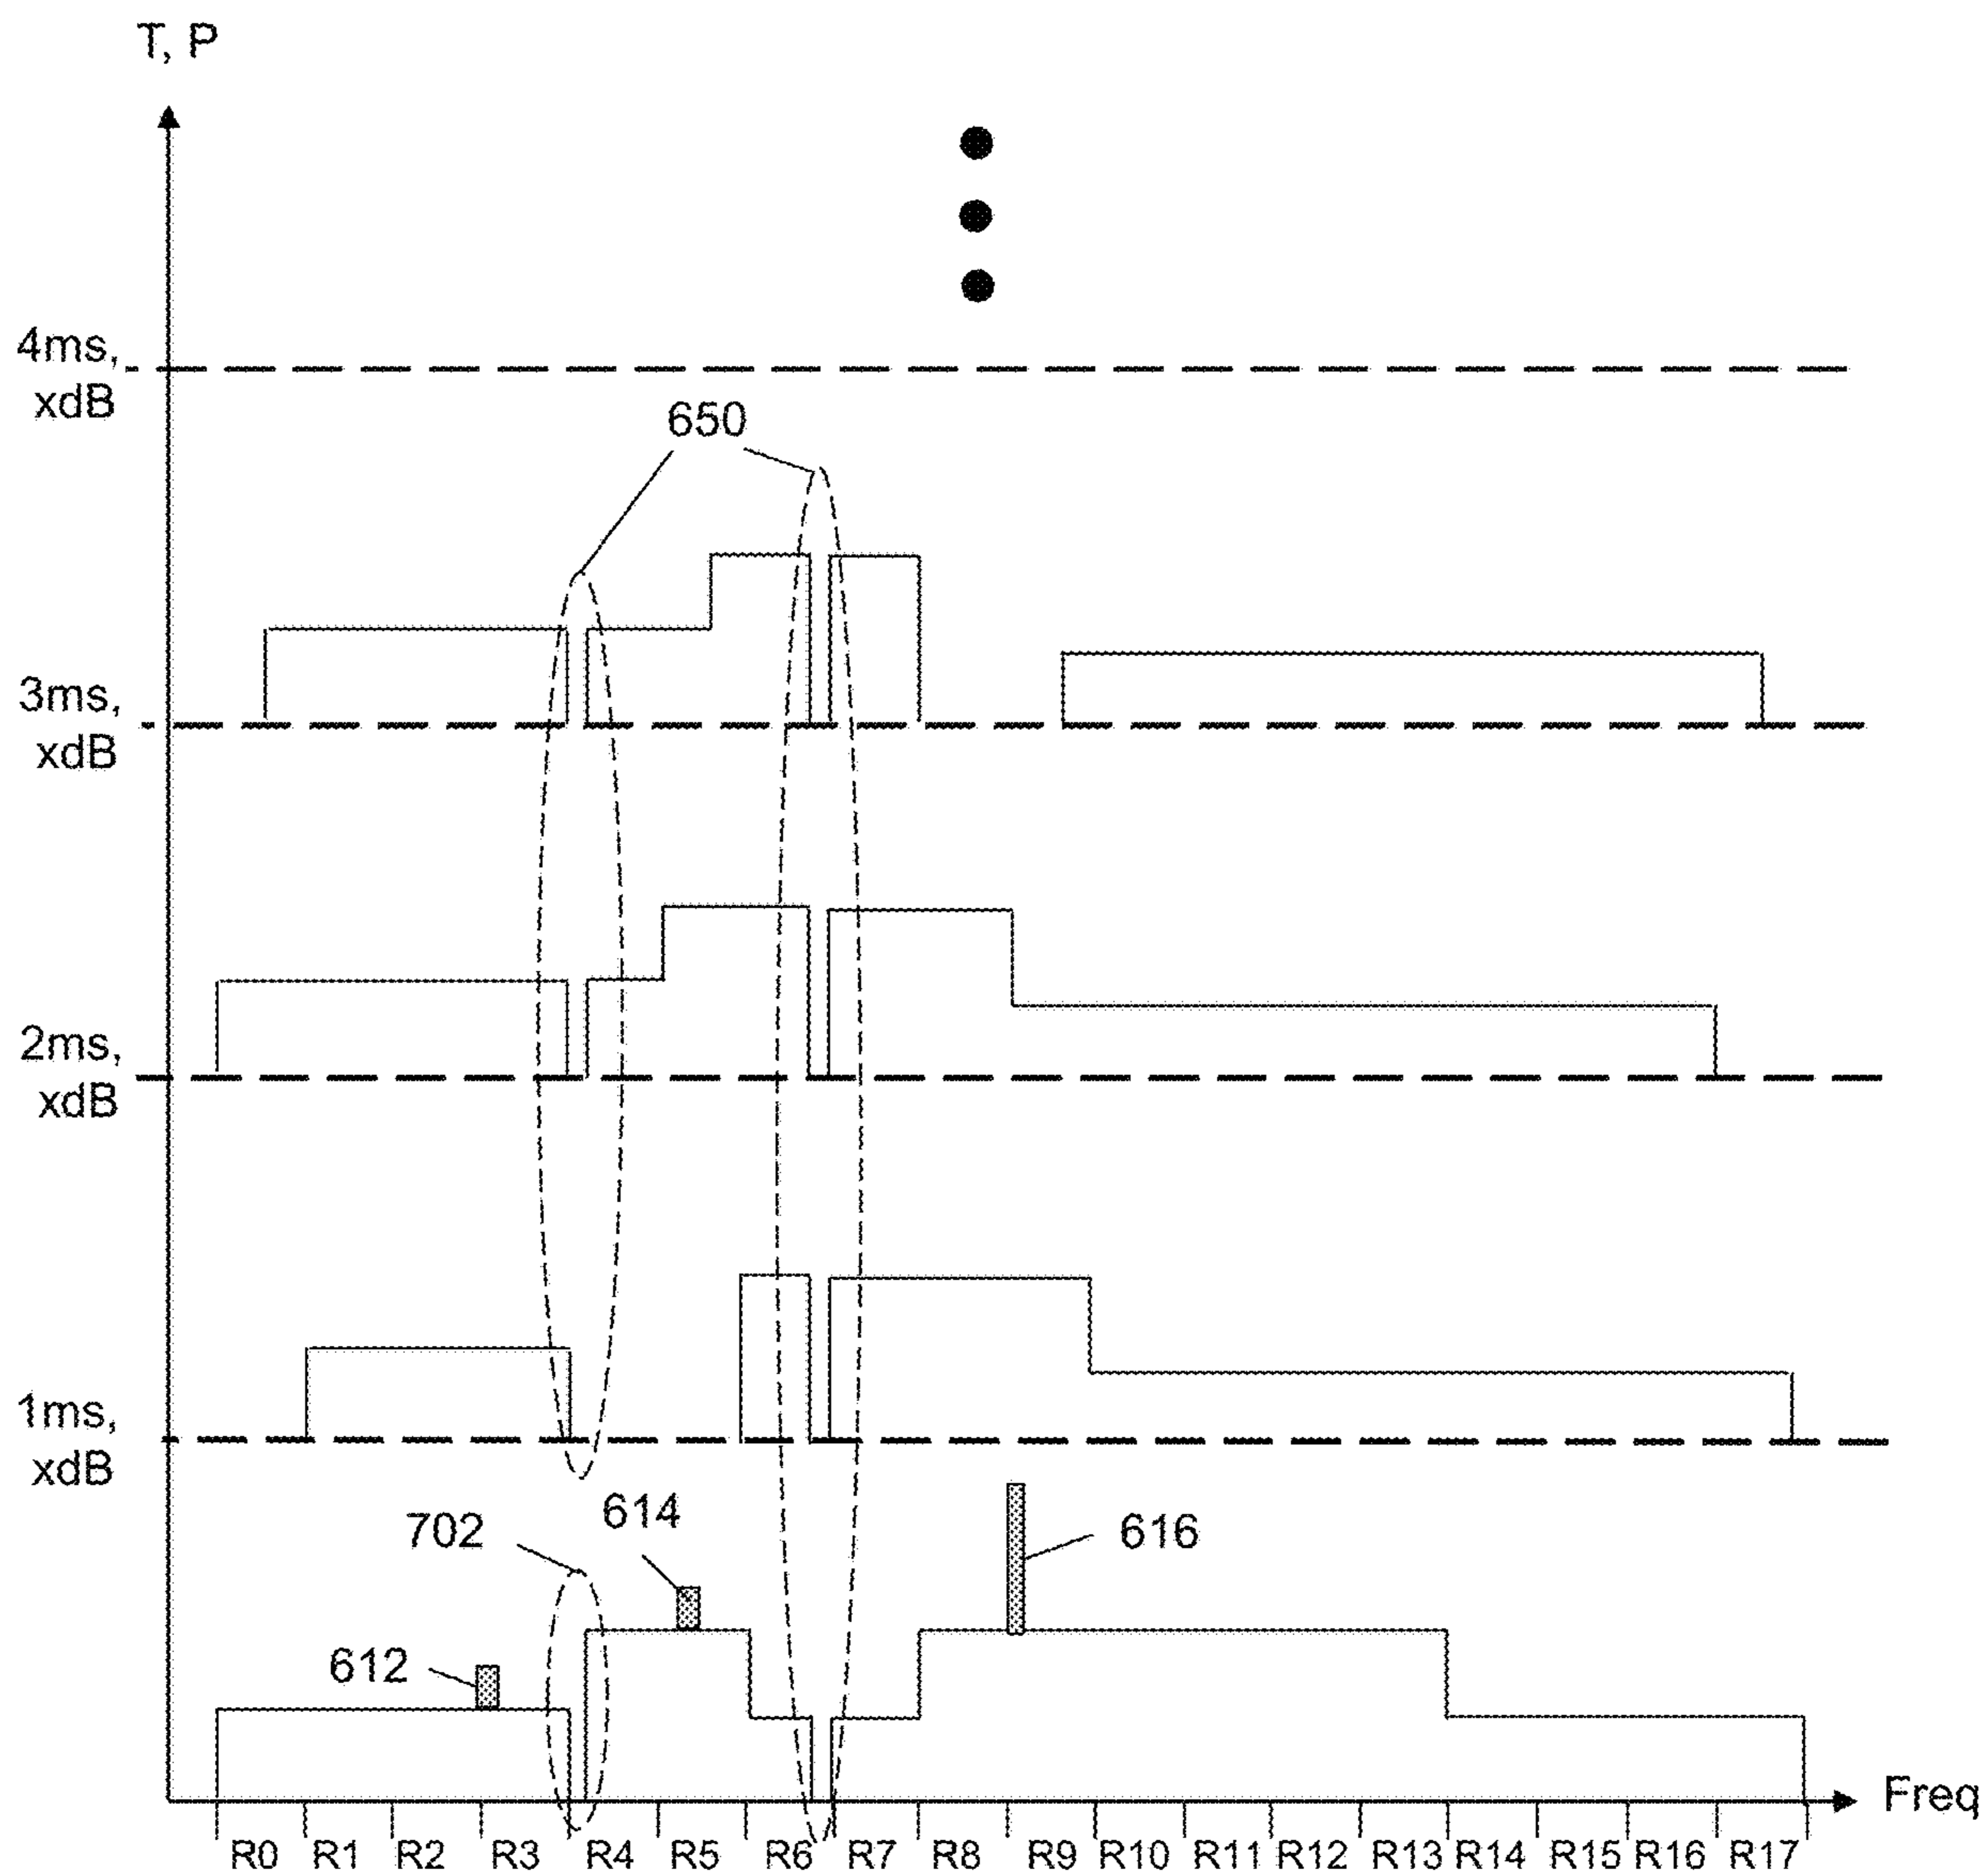 T, P
4ms,
xdB
650
3ms,
xdB
2ms,
xdB
1ms,
xdB
702
614
616
612
Freq
R0 R1 R2 R3 R4 R5 R6 R7 R8 R9 R10 R11 R12 R13 R14 R15 R16 R17